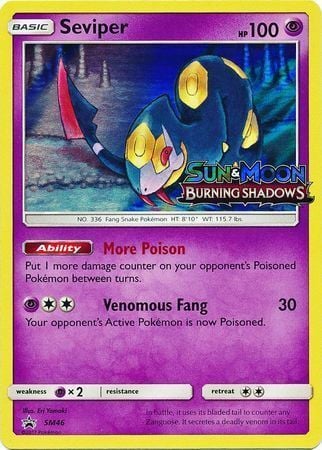 BASIC Seviper HP 100
SUN & MOON
BURNING SHADOWS
NO. 336 Fang Snake Pokémon HT: 8'10" WT: 115.7 lbs.
Ability More Poison
Put 1 more damage counter on your opponent's Poisoned
Pokémon between turns.
Venomous Fang 30
Your opponent's Active Pokémon is now Poisoned.
weakness ×2 resistance retreat
Illus. Eri Yamaki
SM46
©2017 Pokémon
In battle, it uses its bladed tail to counter any
Zangoose. It secretes a deadly venom in its tail.